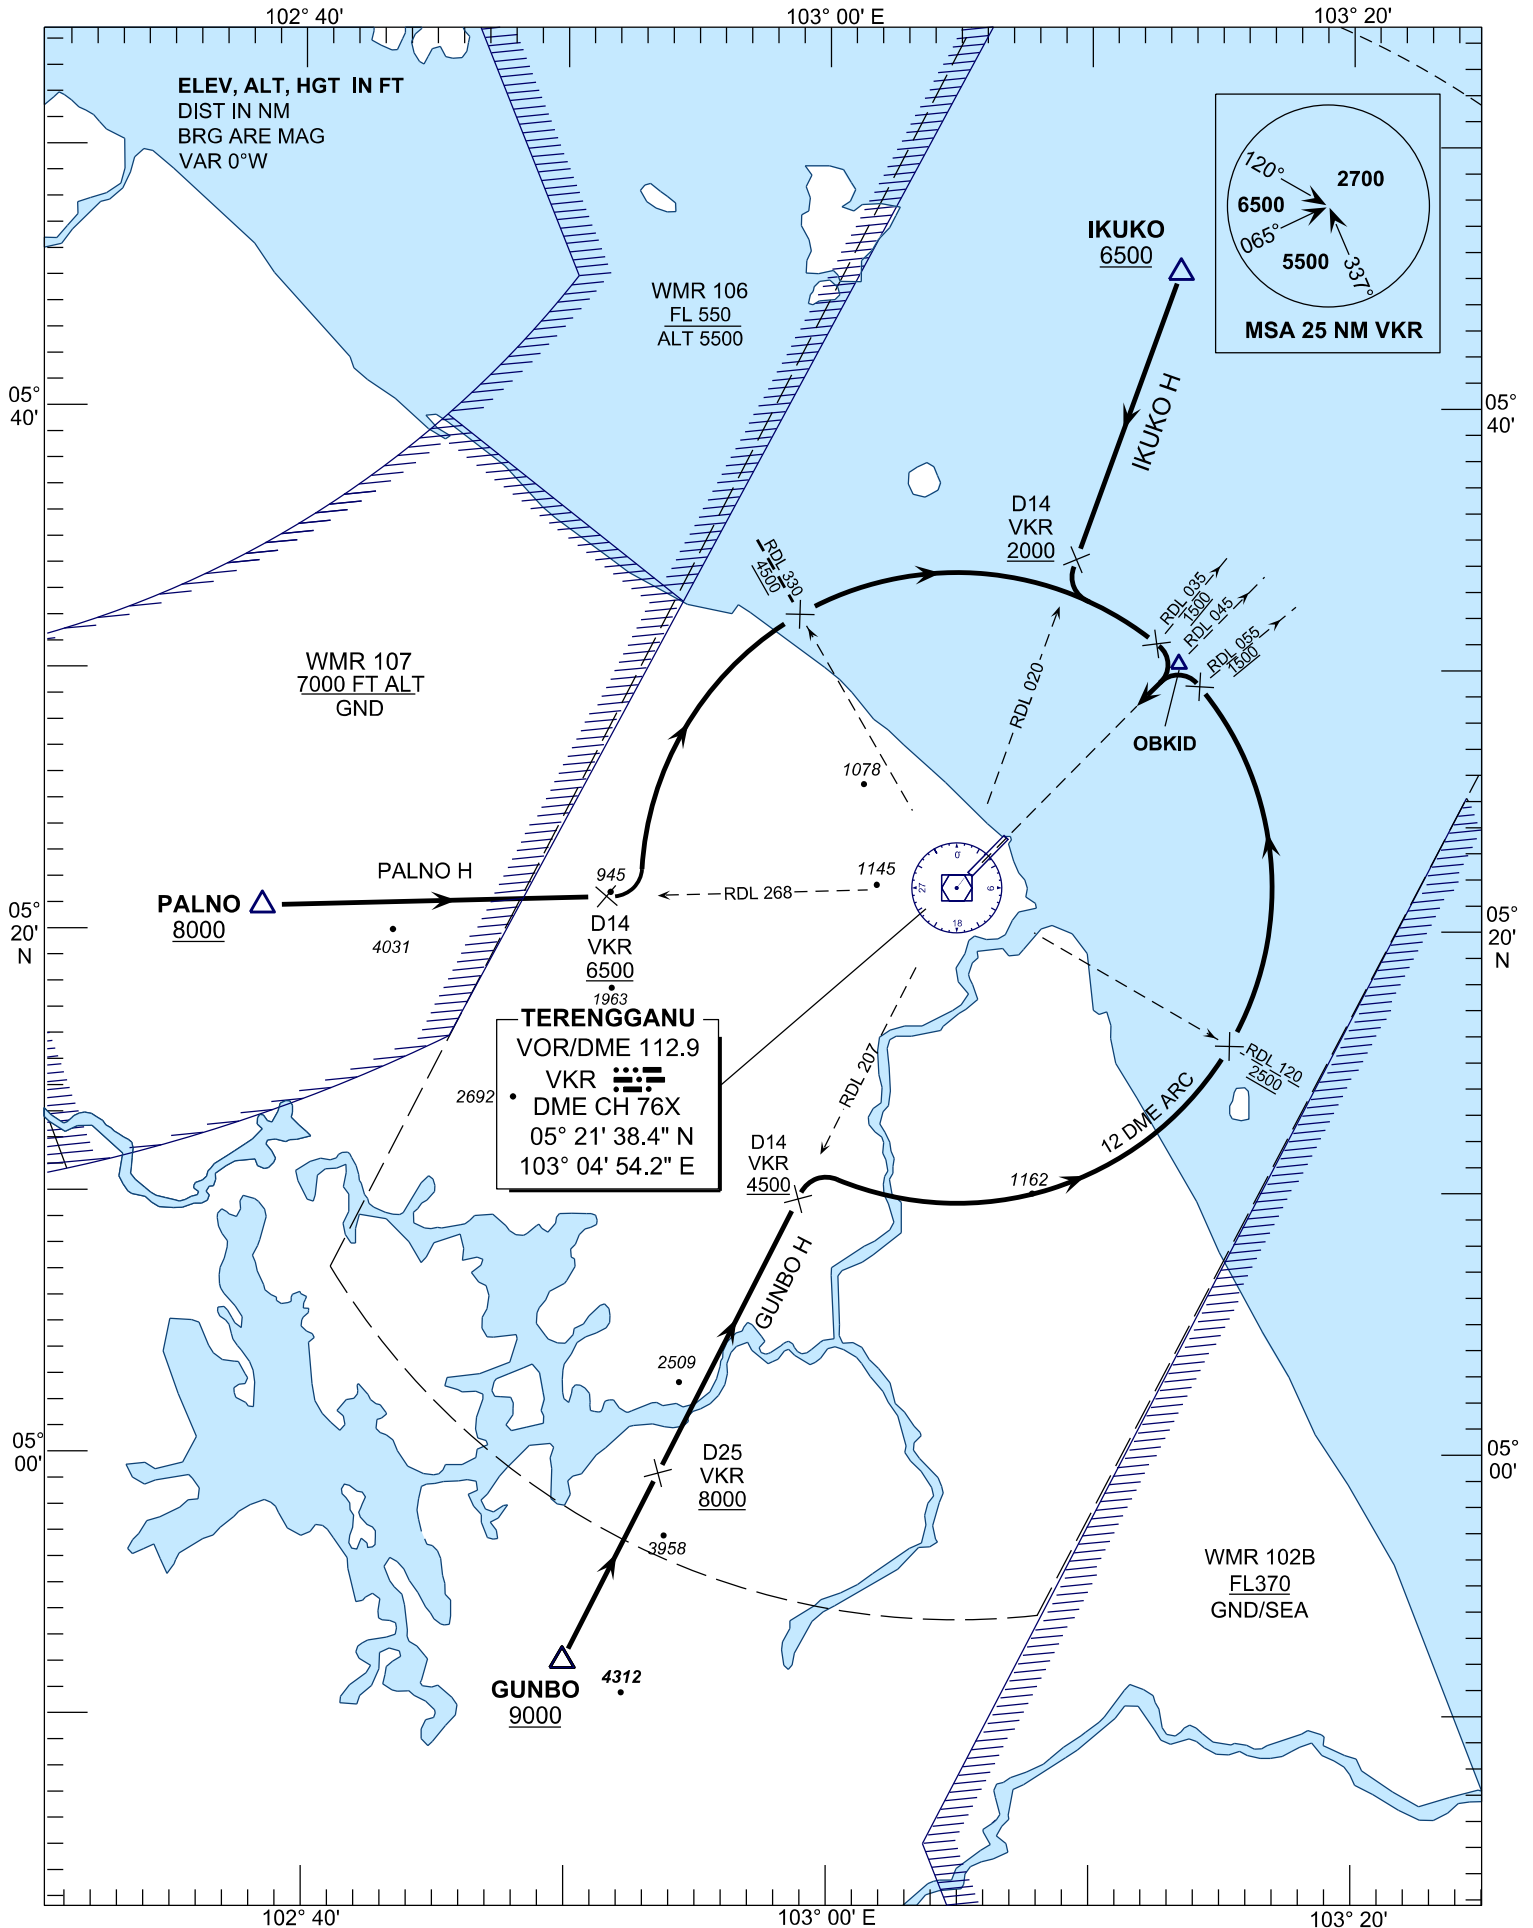 102° 40'
103° 00' E
103° 20'
ELEV, ALT, HGT IN FT
DIST IN NM
BRG ARE MAG
VAR 0°W
120°
2700
6500
065°
5500
337°
MSA 25 NM VKR
IKUKO
6500
WMR 106
FL 550
ALT 5500
IKUKO H
05°
40'
05°
40'
D14
VKR
2000
RDL 330
4500
RDL 035
1500
RDL 045
RDL 055
1500
WMR 107
7000 FT ALT
GND
RDL 020
OBKID
1078
PALNO H
945
1145
RDL 268
0
9
18
27
PALNO
8000
4031
D14
VKR
6500
1963
05°
20'
N
05°
20'
N
TERENGGANU
VOR/DME 112.9
VKR
DME CH 76X
05° 21' 38.4" N
103° 04' 54.2" E
2692
RDL 207
RDL 120
2500
12 DME ARC
D14
VKR
4500
1162
GUNBO H
2509
05°
00'
05°
00'
D25
VKR
8000
3958
WMR 102B
FL370
GND/SEA
GUNBO
9000
4312
102° 40'
103° 00' E
103° 20'